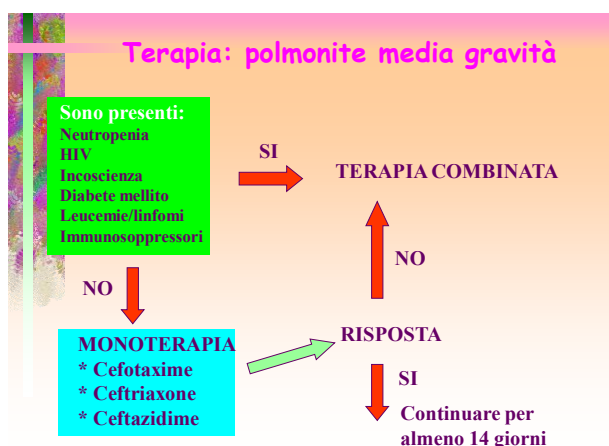 Terapia: polmonite media gravità
Sono presenti:
Neutropenia
HIV
Incoscienza
Diabete mellito
Leucemie/linfomi
Immunosoppressori
SI
TERAPIA COMBINATA
NO
NO
MONOTERAPIA
* Cefotaxime
* Ceftriaxone
* Ceftazidime
RISPOSTA
SI
Continuare per
almeno 14 giorni